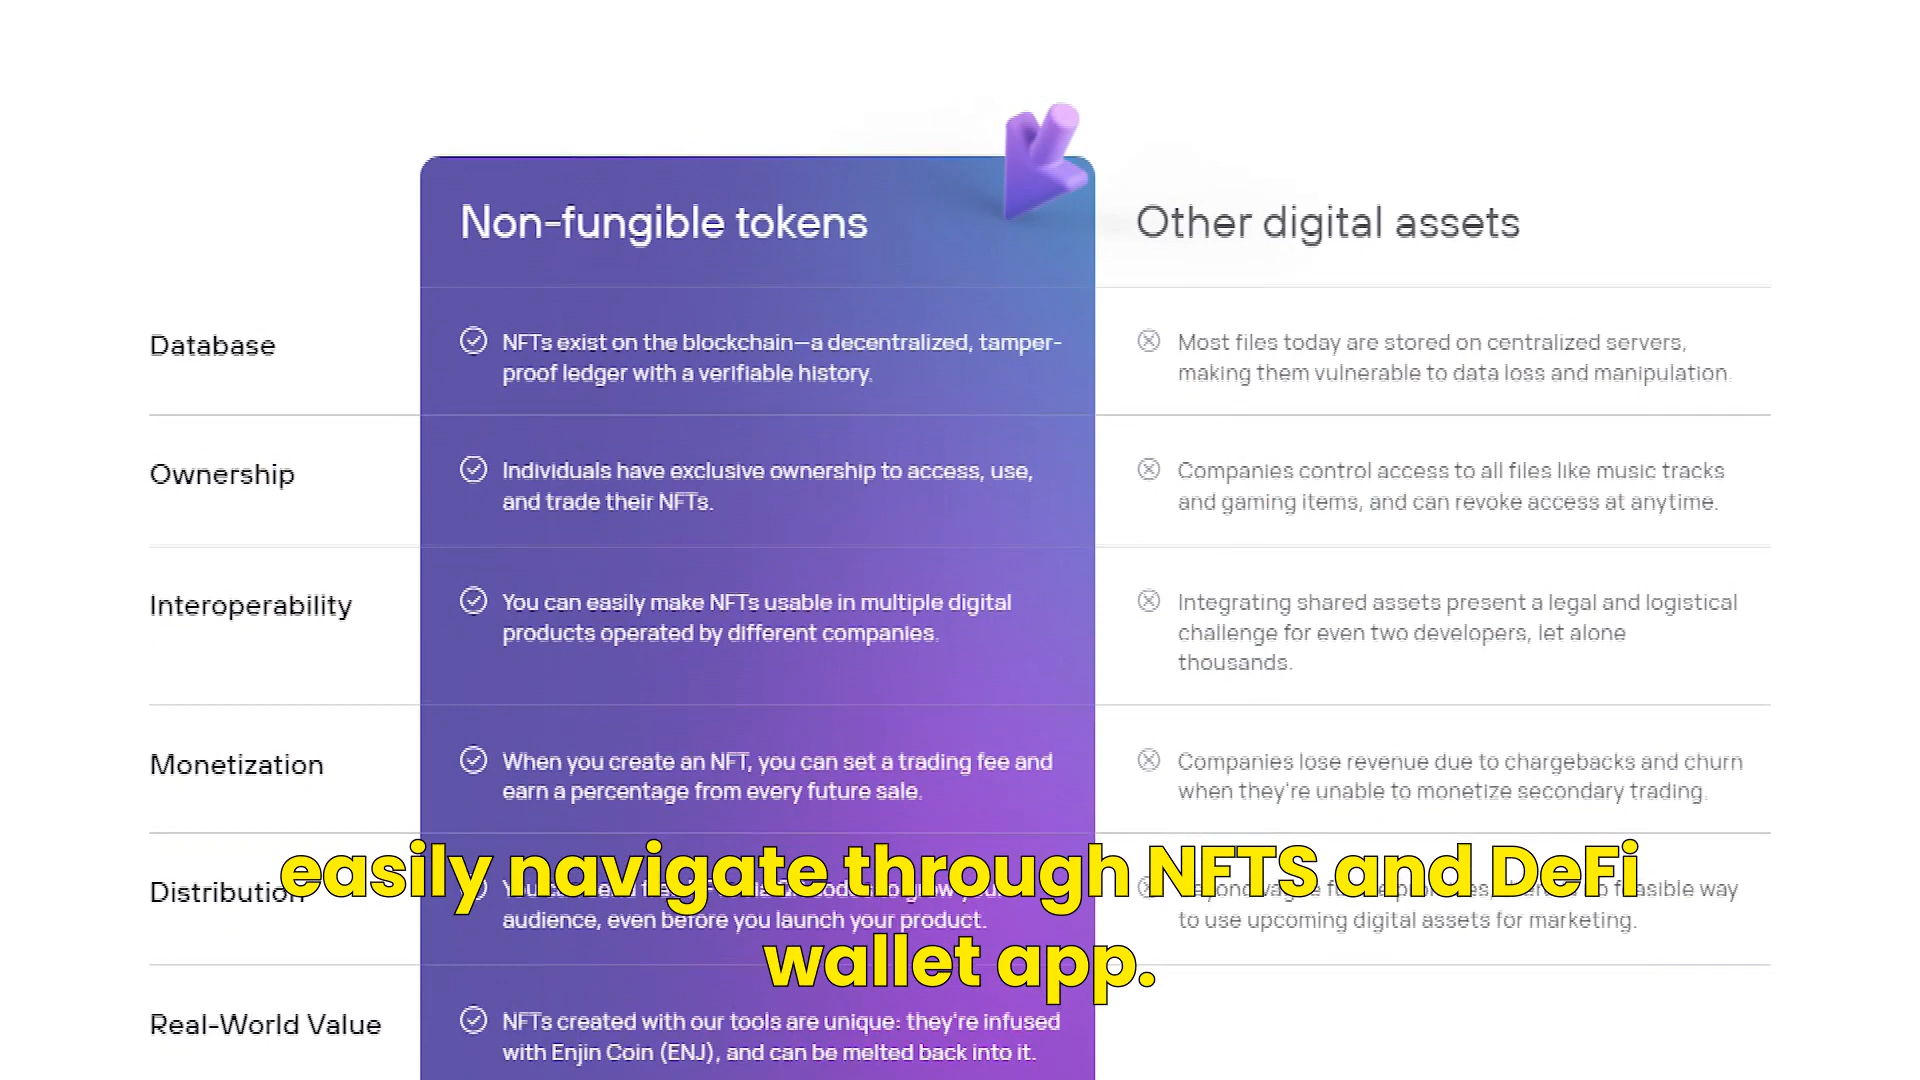 Non-fungible tokens
Other digital assets
Database
NFTs exist on the blockchain—a decentralized, tamper-
proof ledger with a verifiable history.
Most files today are stored on centralized servers,
making them vulnerable to data loss and manipulation.
Ownership
Individuals have exclusive ownership to access, use,
and trade their NFTs.
Companies control access to all files like music tracks
and gaming items, and can revoke access at anytime.
Interoperability
You can easily make NFTs usable in multiple digital
products operated by different companies.
Integrating shared assets present a legal and logistical
challenge for even two developers, let alone
thousands.
Monetization
When you create an NFT, you can set a trading fee and
earn a percentage from every future sale.
Companies lose revenue due to chargebacks and churn
when they're unable to monetize secondary trading.
Distribution
audience, even before you launch your product.
way
to use upcoming digital assets for marketing.
easily navigate through NFTS and DeFi
wallet app.
Real-World Value
NFTs created with our tools are unique: they're infused
with Enjin Coin (ENJ), and can be melted back into it.